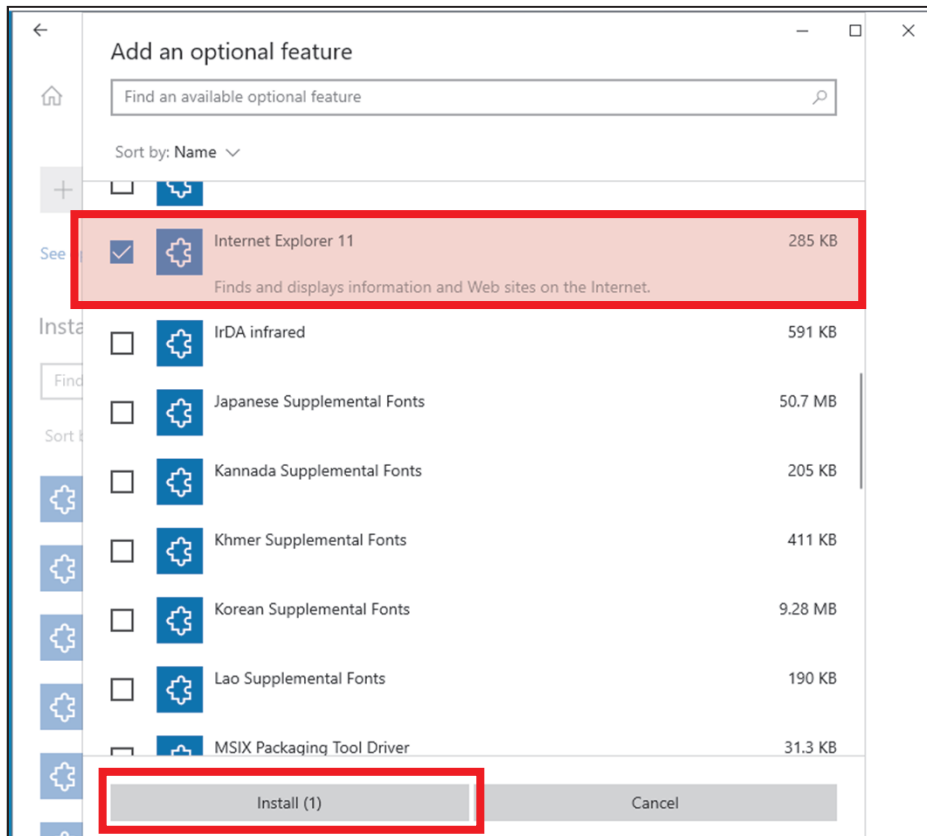 Add an optional feature
Find an available optional feature
Sort by: Name
See
Internet Explorer 11 285 KB
Finds and displays information and Web sites on the Internet.
Insta
IrDA infrared 591 KB
Find
Japanese Supplemental Fonts 50.7 MB
Sort b
Kannada Supplemental Fonts 205 KB
Khmer Supplemental Fonts 411 KB
Korean Supplemental Fonts 9.28 MB
Lao Supplemental Fonts 190 KB
MSIX Packaging Tool Driver 31.3 KB
Install (1) Cancel